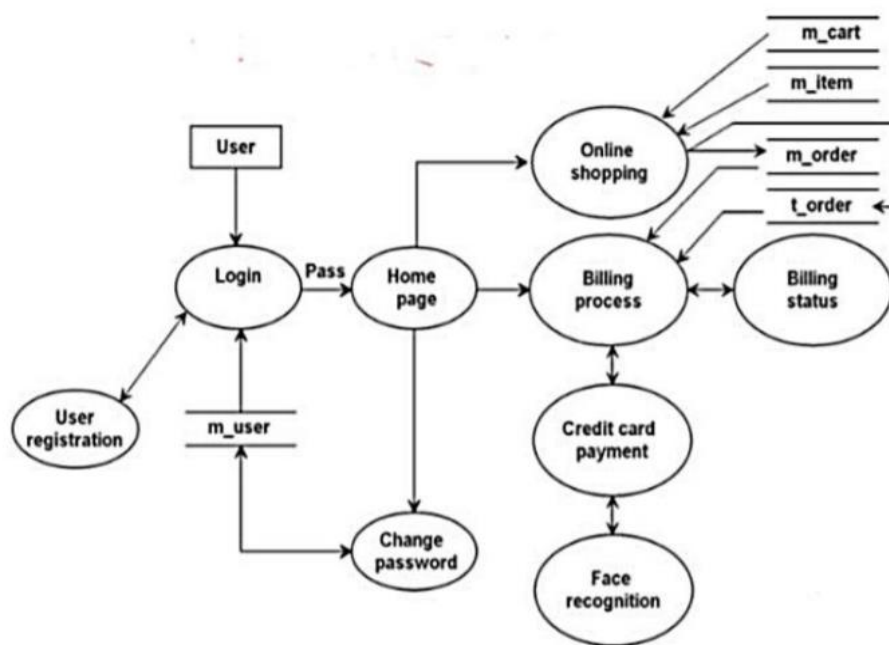 m_cart
m_item
User
Online
shopping
m_order
t_order
Login
Pass
Home
page
Billing
process
Billing
status
User
registration
m_user
Credit card
payment
Change
password
Face
recognition